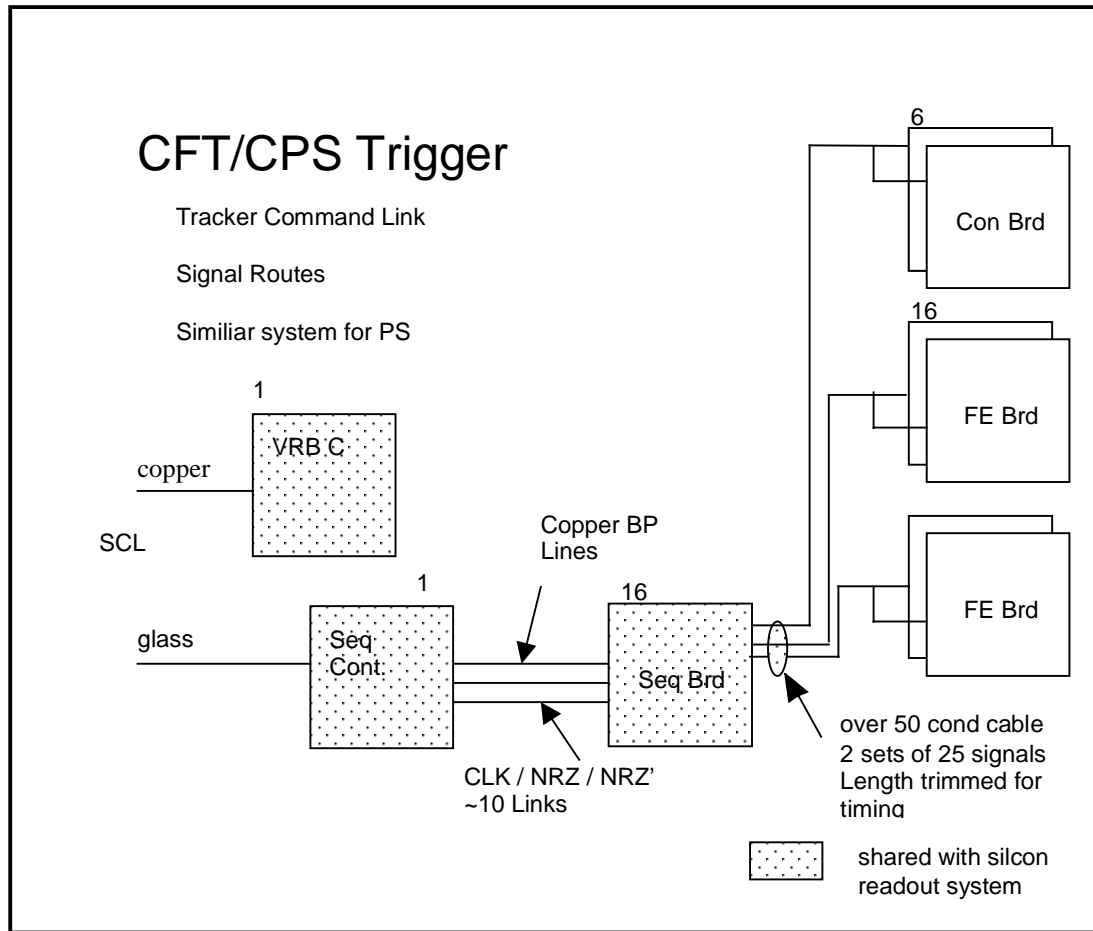 CFT/CPS Trigger
Tracker Command Link
Signal Routes
Similiar system for PS
6
Con Brd
16
FE Brd
FE Brd
1
VRB C
copper
SCL
glass
1
Seq
Cont.
Copper BP
Lines
16
Seq Brd
CLK / NRZ / NRZ'
~10 Links
over 50 cond cable
2 sets of 25 signals
Length trimmed for
timing
shared with silcon
readout system